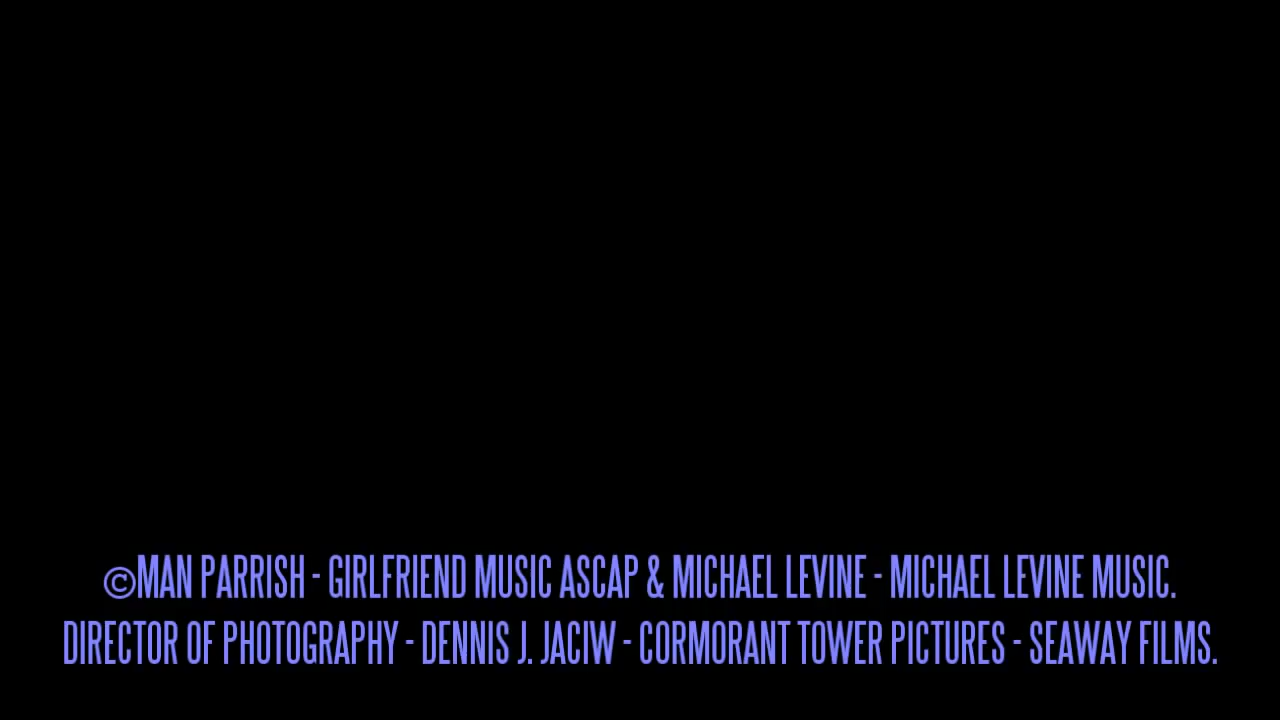 ©MAN PARRISH - GIRLFRIEND MUSIC ASCAP & MICHAEL LEVINE - MICHAEL LEVINE MUSIC.
DIRECTOR OF PHOTOGRAPHY - DENNIS J. JACIW - CORMORANT TOWER PICTURES - SEAWAY FILMS.